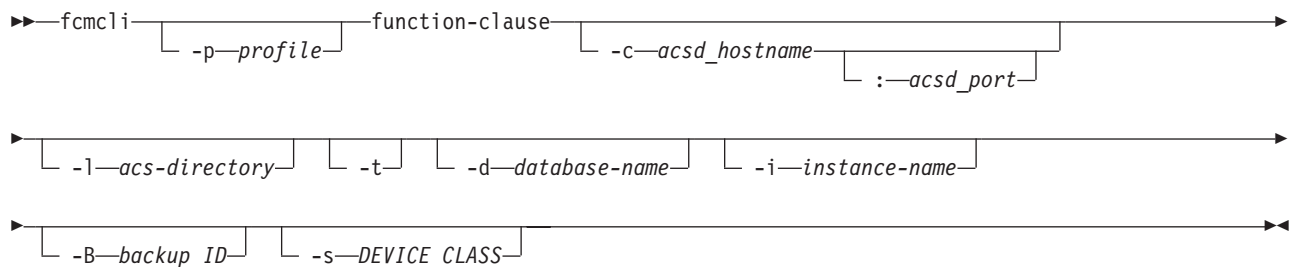 fcmcli -p profile function-clause -c acsd_hostname : acsd_port
-l acs-directory -t -d database-name -i instance-name
-B backup ID -s DEVICE CLASS